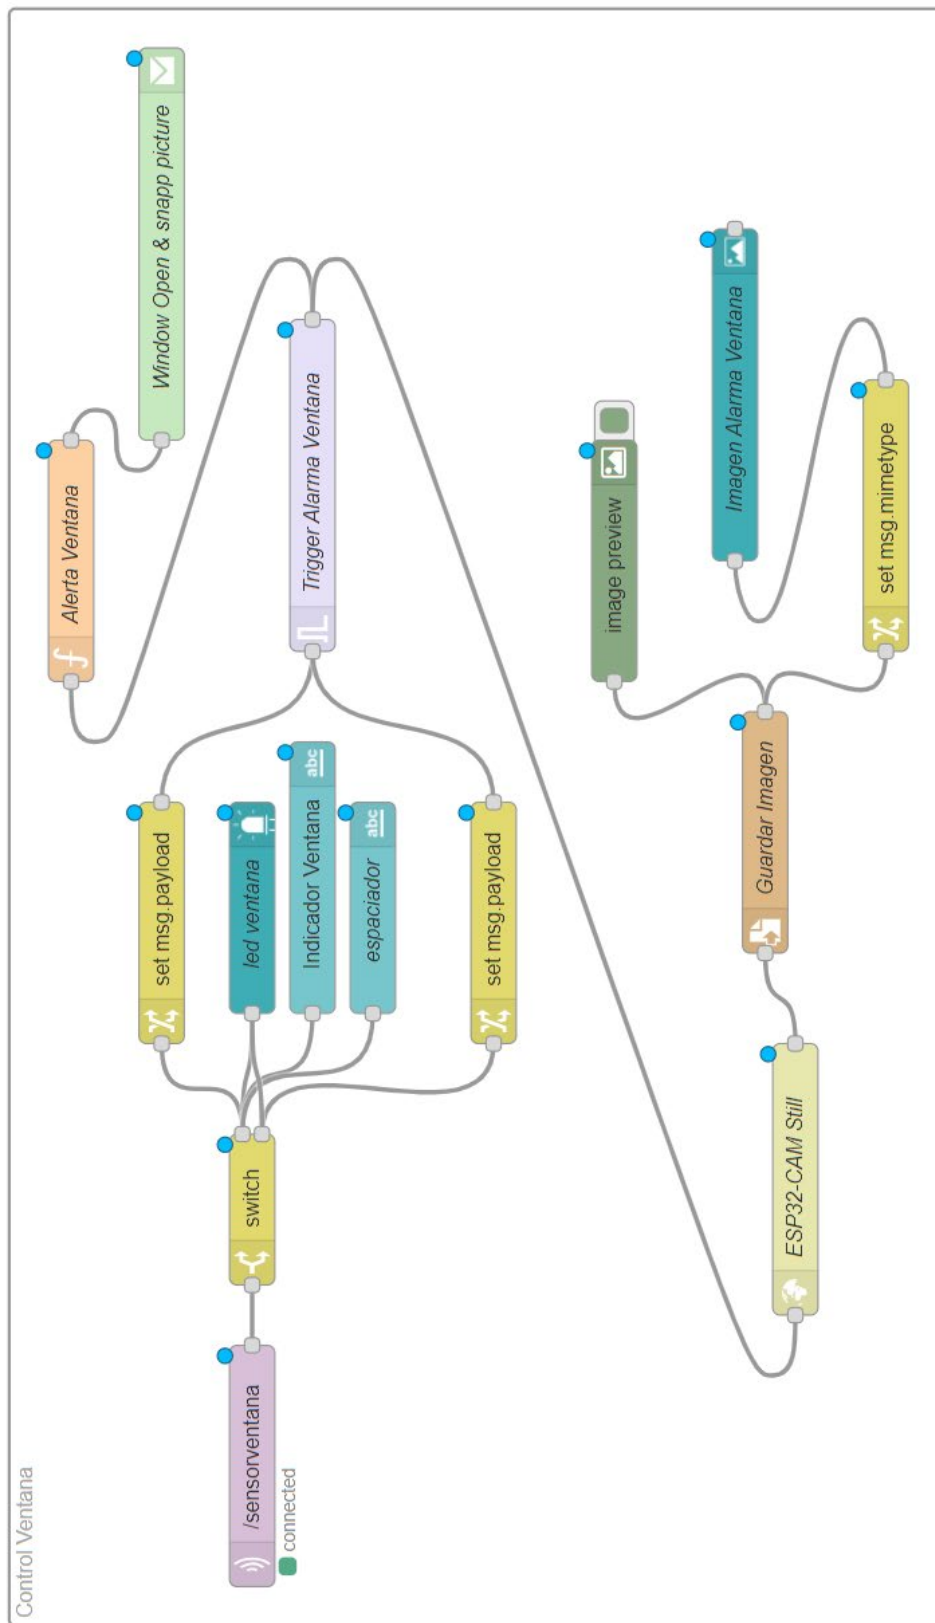 Control Ventana
/sensorventana
connected
switch
set msg.payload
led ventana
abc
Indicador Ventana
abc
espaciador
set msg.payload
Alerta Ventana
Window Open & snapp picture
Trigger Alarma Ventana
ESP32-CAM Still
Guardar Imagen
image preview
Imagen Alarma Ventana
set msg.mimetype